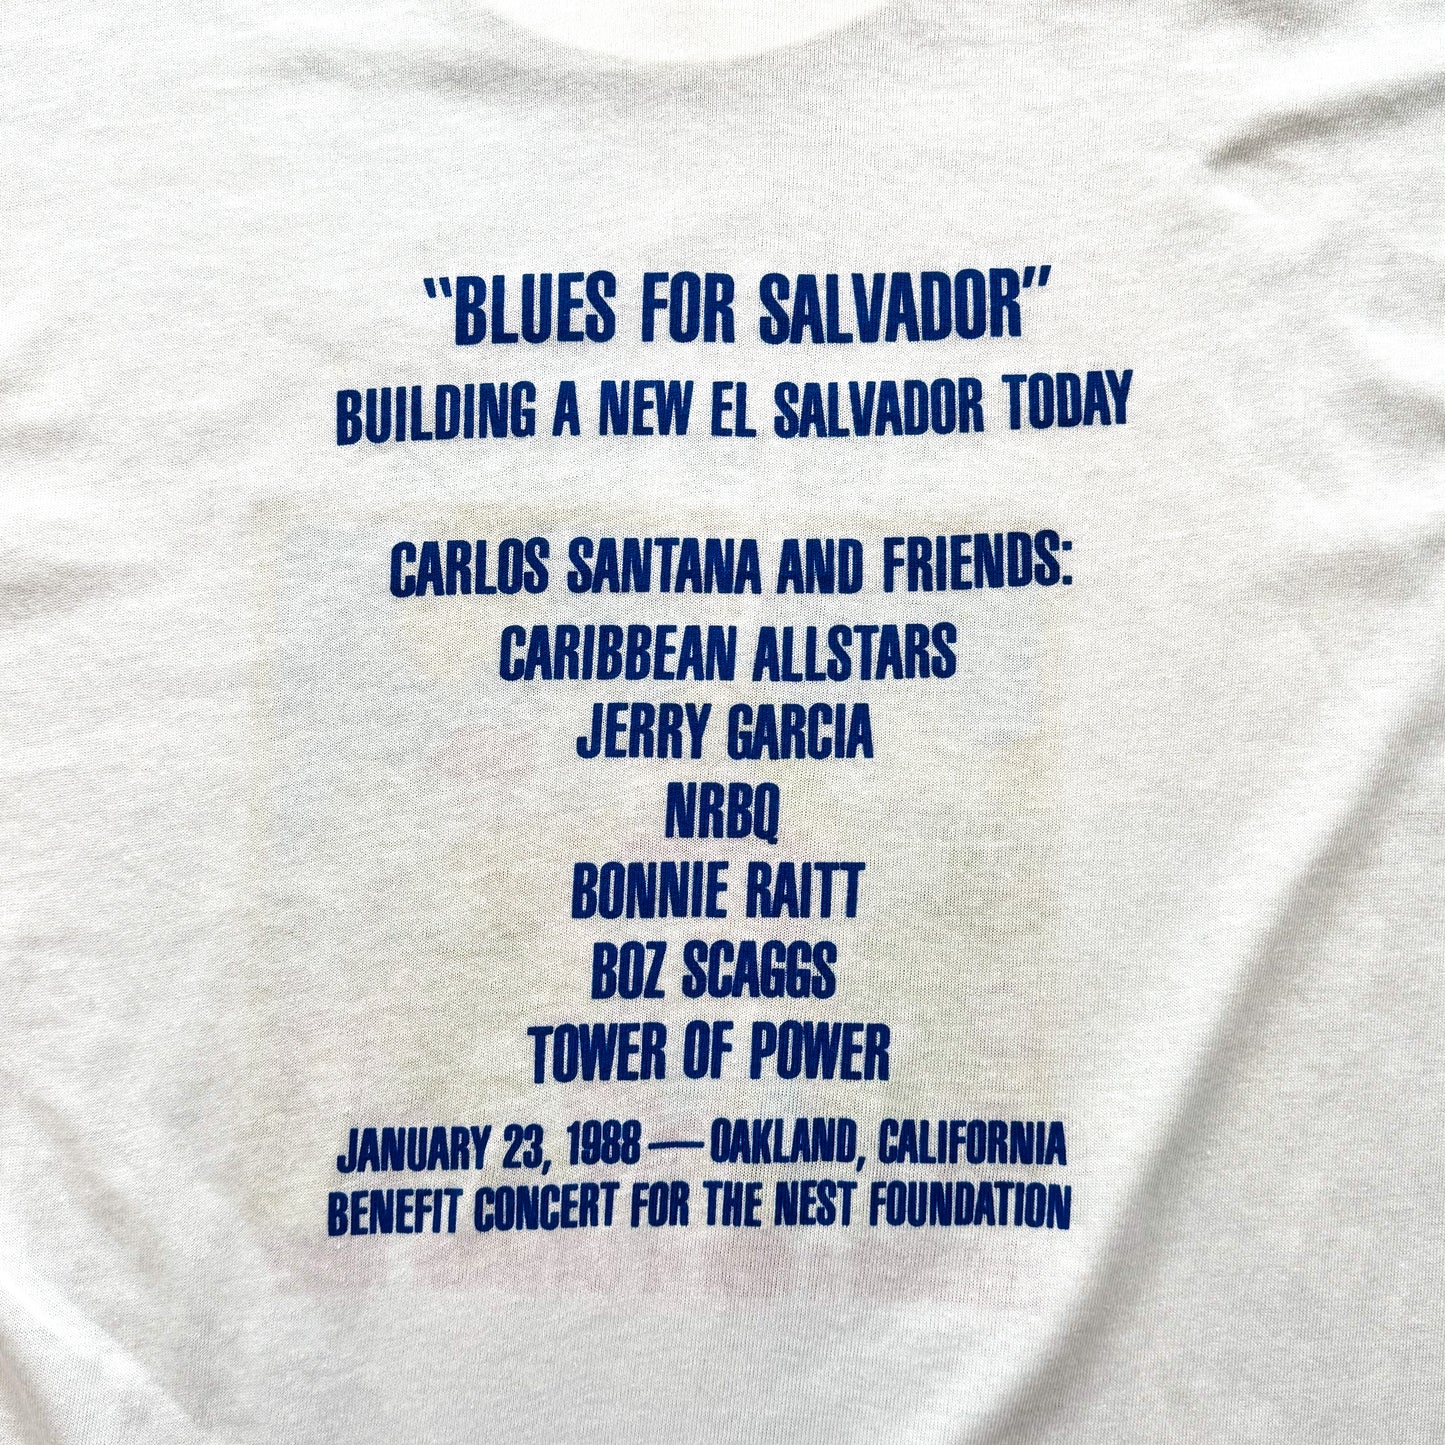 "BLUES FOR SALVADOR"
BUILDING A NEW EL SALVADOR TODAY
CARLOS SANTANA AND FRIENDS:
CARIBBEAN ALLSTARS
JERRY GARCIA
NRBQ
BONNIE RAITT
BOZ SCAGGS
TOWER OF POWER
JANUARY 23, 1988 — OAKLAND, CALIFORNIA
BENEFIT CONCERT FOR THE NEST FOUNDATION